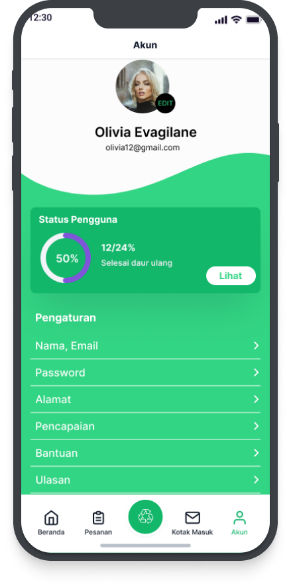 12:30
Akun
EDIT
Olivia Evagilane
olivia12@gmail.com
Status Pengguna
50%
12/24%
Selesai daur ulang
Lihat
Pengaturan
Nama, Email
Password
Alamat
Pencapaian
Bantuan
Ulasan
Beranda
Pesanan
Kotak Masuk
Akun